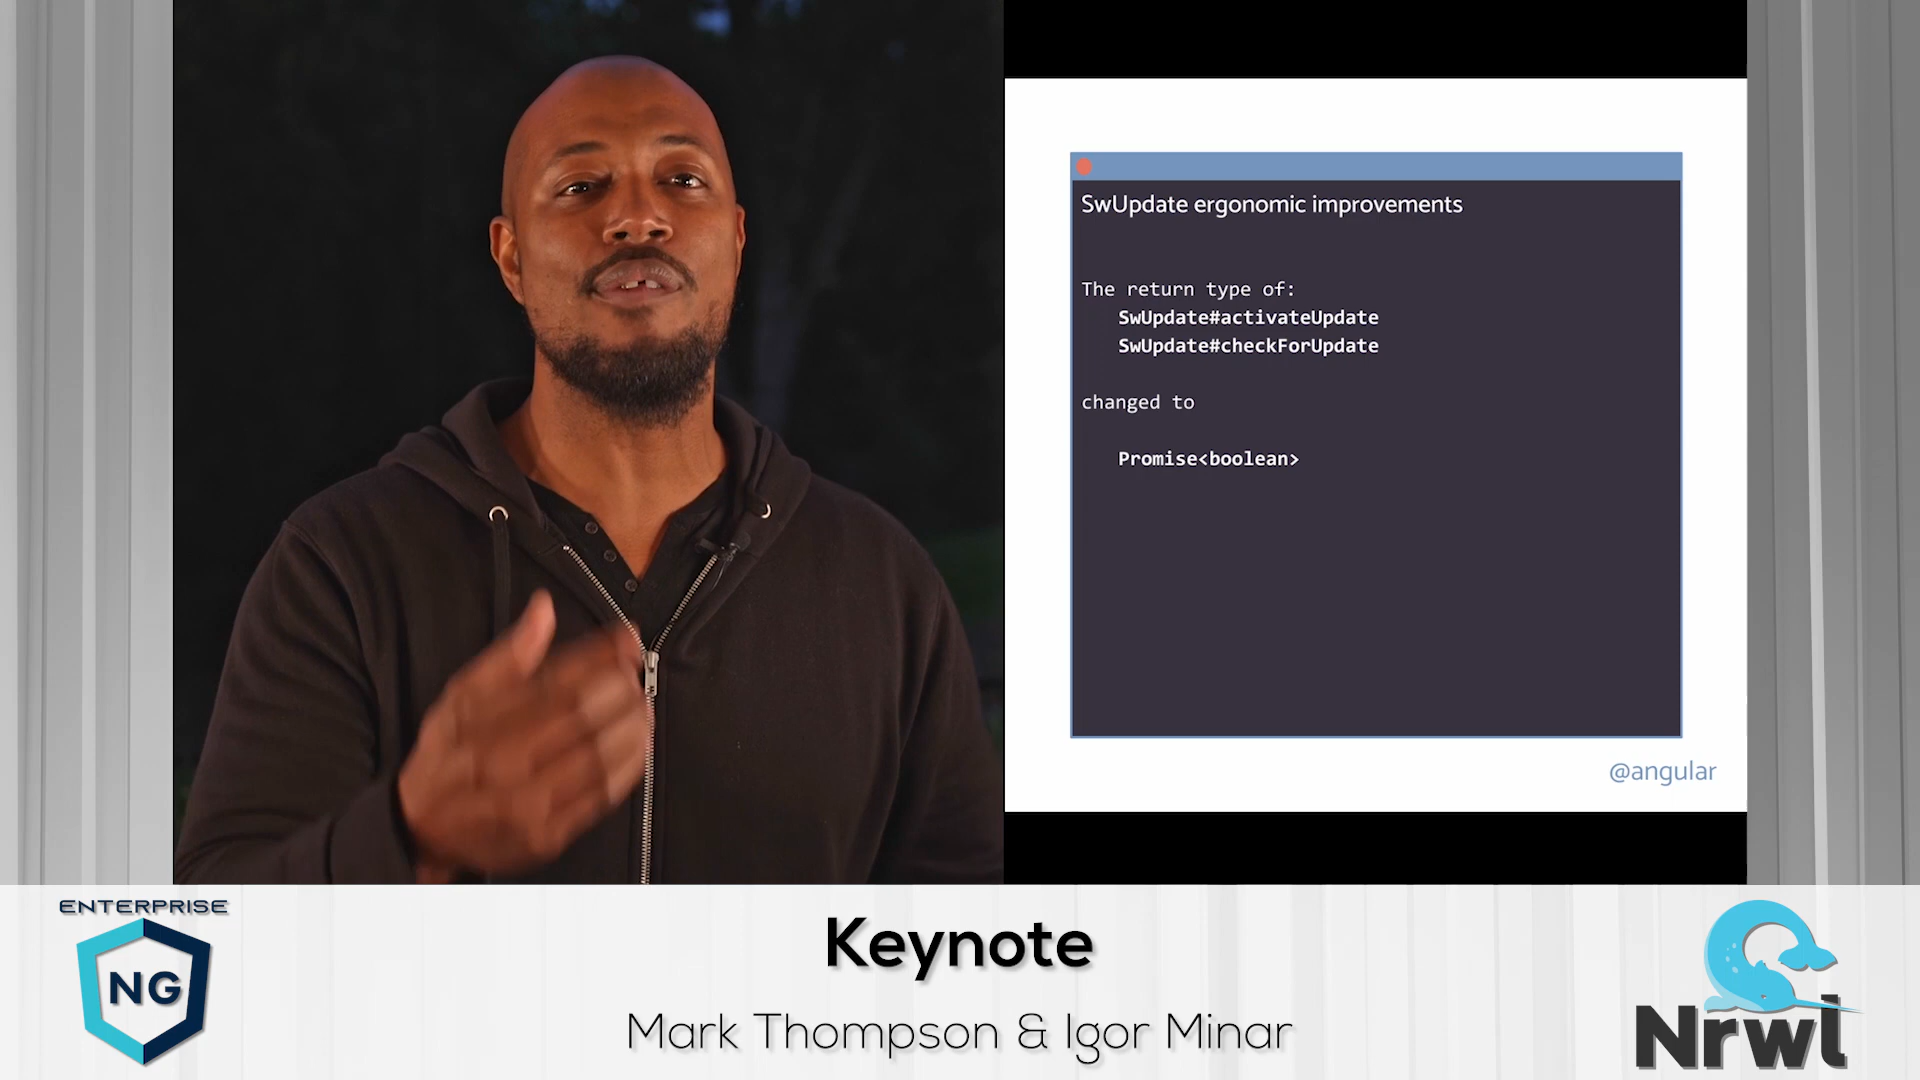 SwUpdate ergonomic improvements
The return type of:
SwUpdate#activateUpdate
SwUpdate#checkForUpdate
changed to
Promise<boolean>
@angular
ENTERPRISE
NG
Keynote
Mark Thompson & Igor Minar
Nrwl